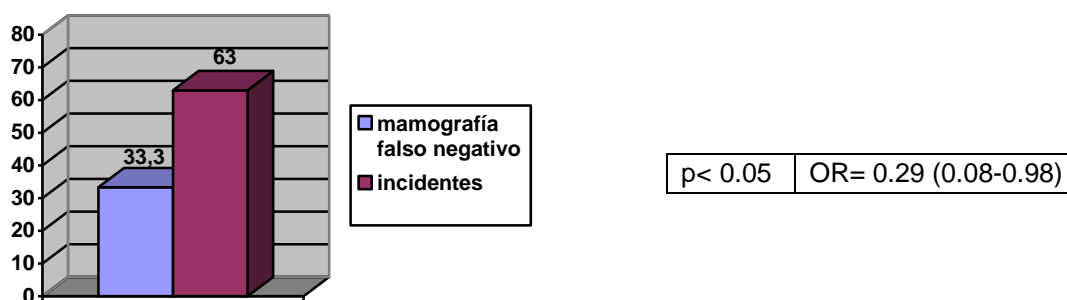 80
70
60
50
40
30
20
10
0
33,3
63
mamografía
falso negativo
incidentes
p< 0.05 OR= 0.29 (0.08-0.98)